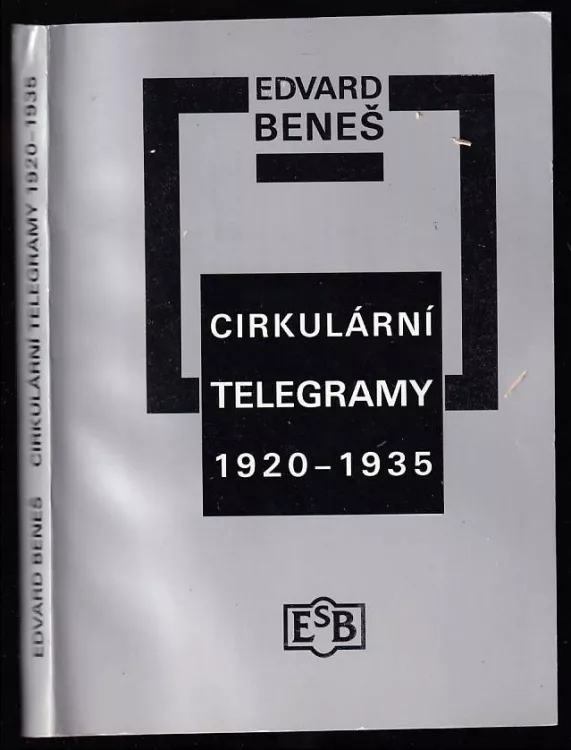 EDVARD
BENEŠ
CIRKULÁRNÍ
TELEGRAMY
1920–1935
ESB
EDVARD BENEŠ CIRKULÁRNÍ TELEGRAMY 1920–1935